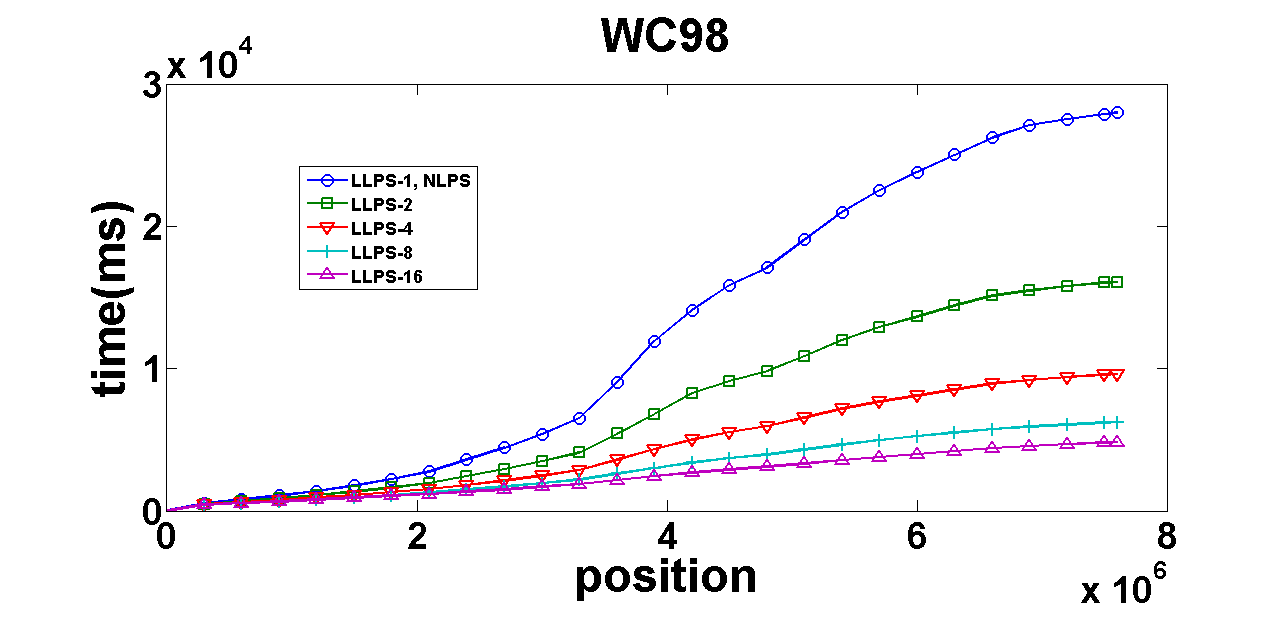 WC98
x 10^4
3
2
1
0
time(ms)
LLPS-1, NLPS
LLPS-2
LLPS-4
LLPS-8
LLPS-16
0 2 4 6 8
position
x 10^6